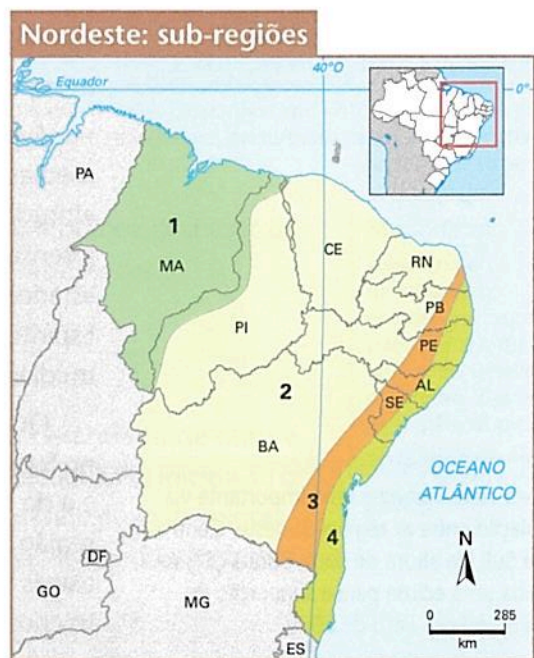 Nordeste: sub-regiões
40°O
Equador
0°
PA
1
MA
CE
RN
PB
PI
PE
AL
SE
2
BA
3
4
OCEANO
ATLÂNTICO
DF
GO
MG
ES
N
0
285
km